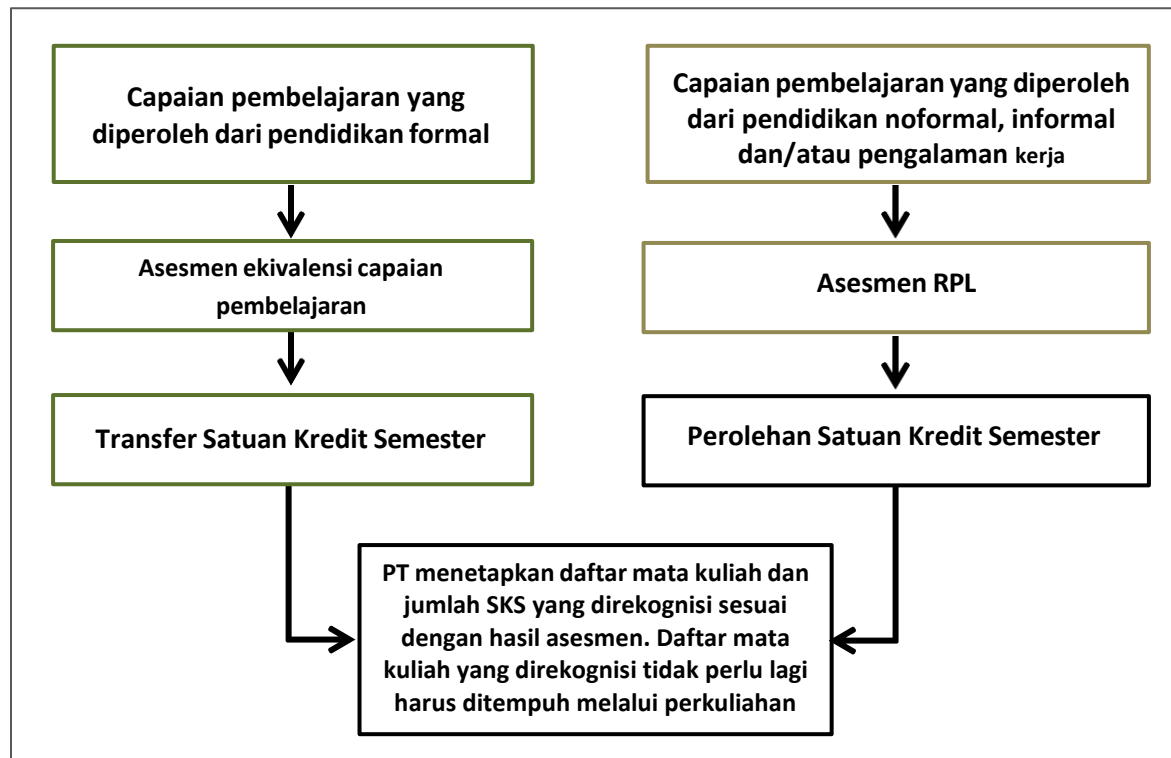 Capaian pembelajaran yang
diperoleh dari pendidikan formal
Asesmen ekivalensi capaian
pembelajaran
Transfer Satuan Kredit Semester
Capaian pembelajaran yang diperoleh
dari pendidikan noformal, informal
dan/atau pengalaman kerja
Asesmen RPL
Perolehan Satuan Kredit Semester
PT menetapkan daftar mata kuliah dan
jumlah SKS yang direkognisi sesuai
dengan hasil asesmen. Daftar mata
kuliah yang direkognisi tidak perlu lagi
harus ditempuh melalui perkuliahan